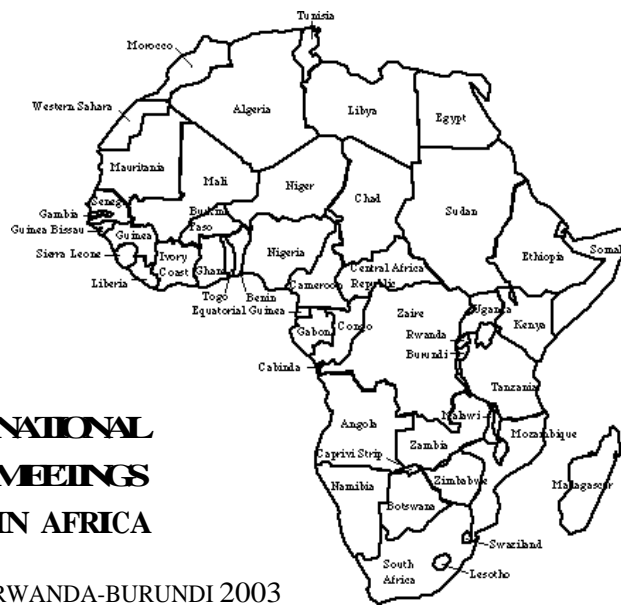 Tunisia
Morocco
Western Sahara
Algeria
Libya
Egypt
Mauritania
Mali
Niger
Chad
Sudan
Seneg
Gambia
Guinea Bissau
Guinea
Burkina
Faso
Sierra Leone
Ivory
Coast
Ghana
Nigeria
Ethiopia
Somal
Liberia
Togo
Benin
Cameroon
Central Africa
Republic
Equatorial Guinea
Gabon
Congo
Zaire
Uganda
Kenya
Rwanda
Burundi
Cabinda
Tanzania
Angola
Malawi
Zambia
Mozambique
Caprivi Strip
Namibia
Zimbabwe
Botswana
Madagascar
Swaziland
South
Africa
Lesotho
NATIONAL
MEETINGS
IN AFRICA
RWANDA-BURUNDI 2003